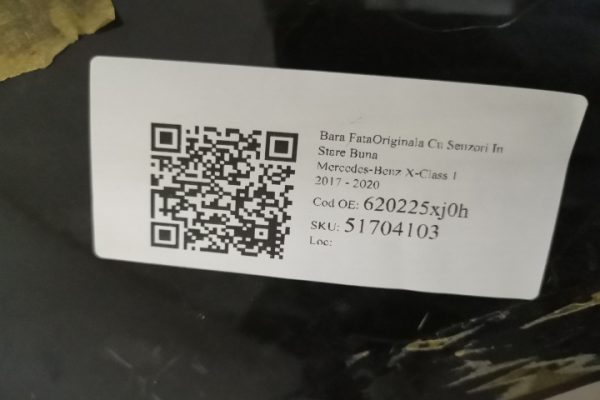 Bara FataOriginala Cu Senzori In
Stare Buna
Mercedes-Benz X-Class 1
2017 - 2020
Cod OE: 620225xj0h
SKU: 51704103
Loc: